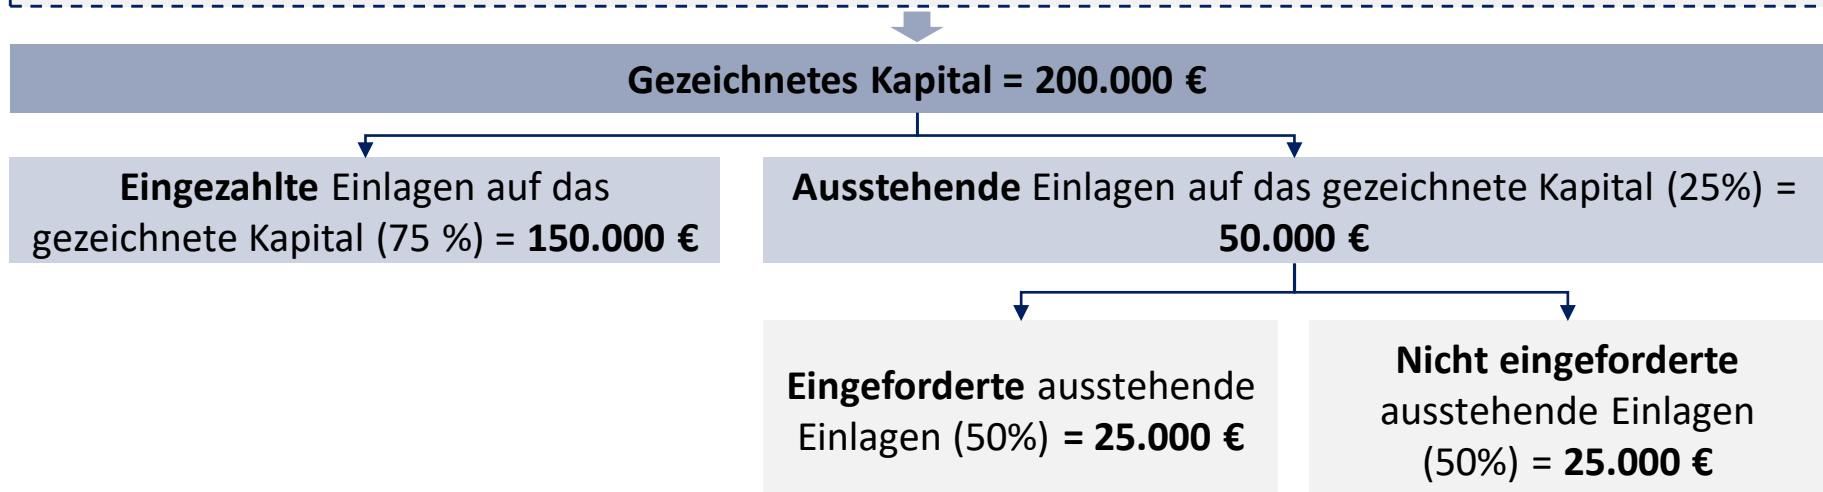 Gezeichnetes Kapital = 200.000 €
Eingezahlte Einlagen auf das
gezeichnete Kapital (75 %) = 150.000 €
Ausstehende Einlagen auf das gezeichnete Kapital (25%) =
50.000 €
Eingeforderte ausstehende
Einlagen (50%) = 25.000 €
Nicht eingeforderte
ausstehende Einlagen
(50%) = 25.000 €